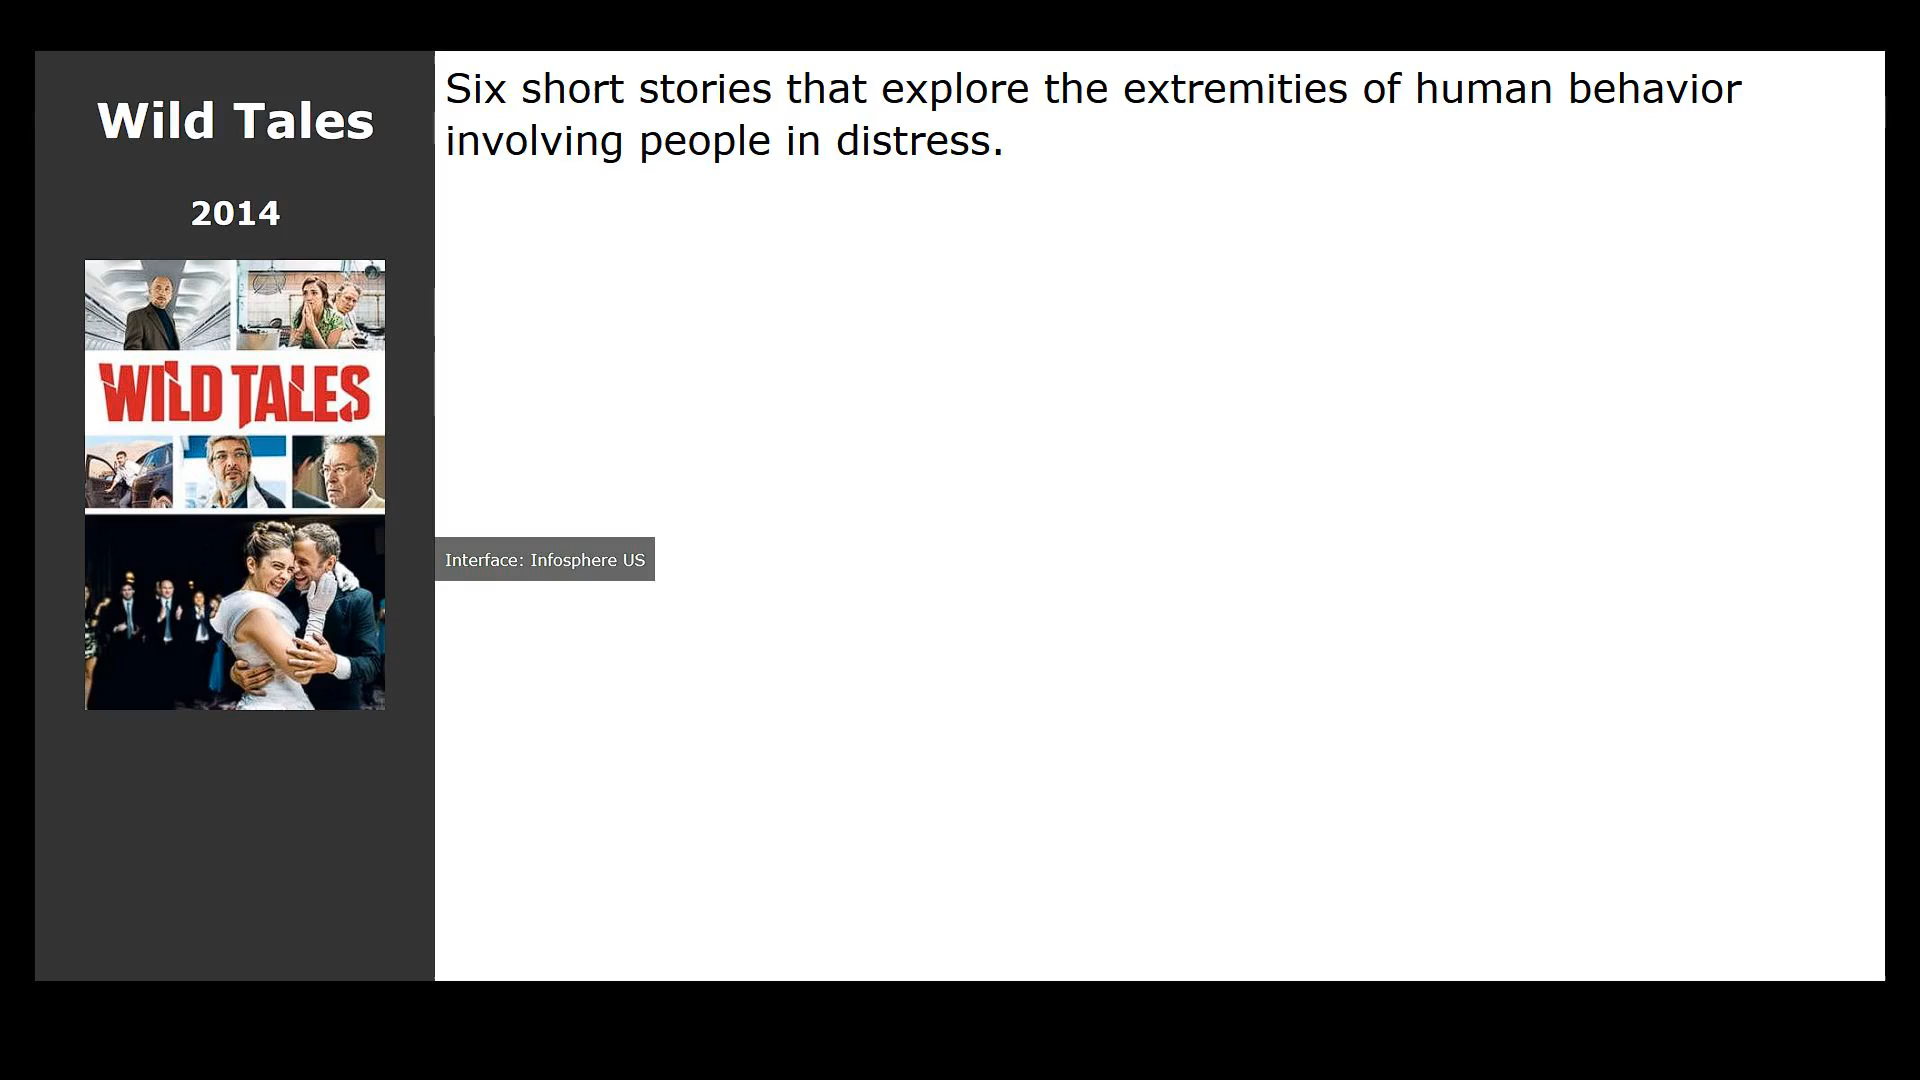 Wild Tales
2014
WILD TALES
Six short stories that explore the extremities of human behavior
involving people in distress.
Interface: Infosphere US